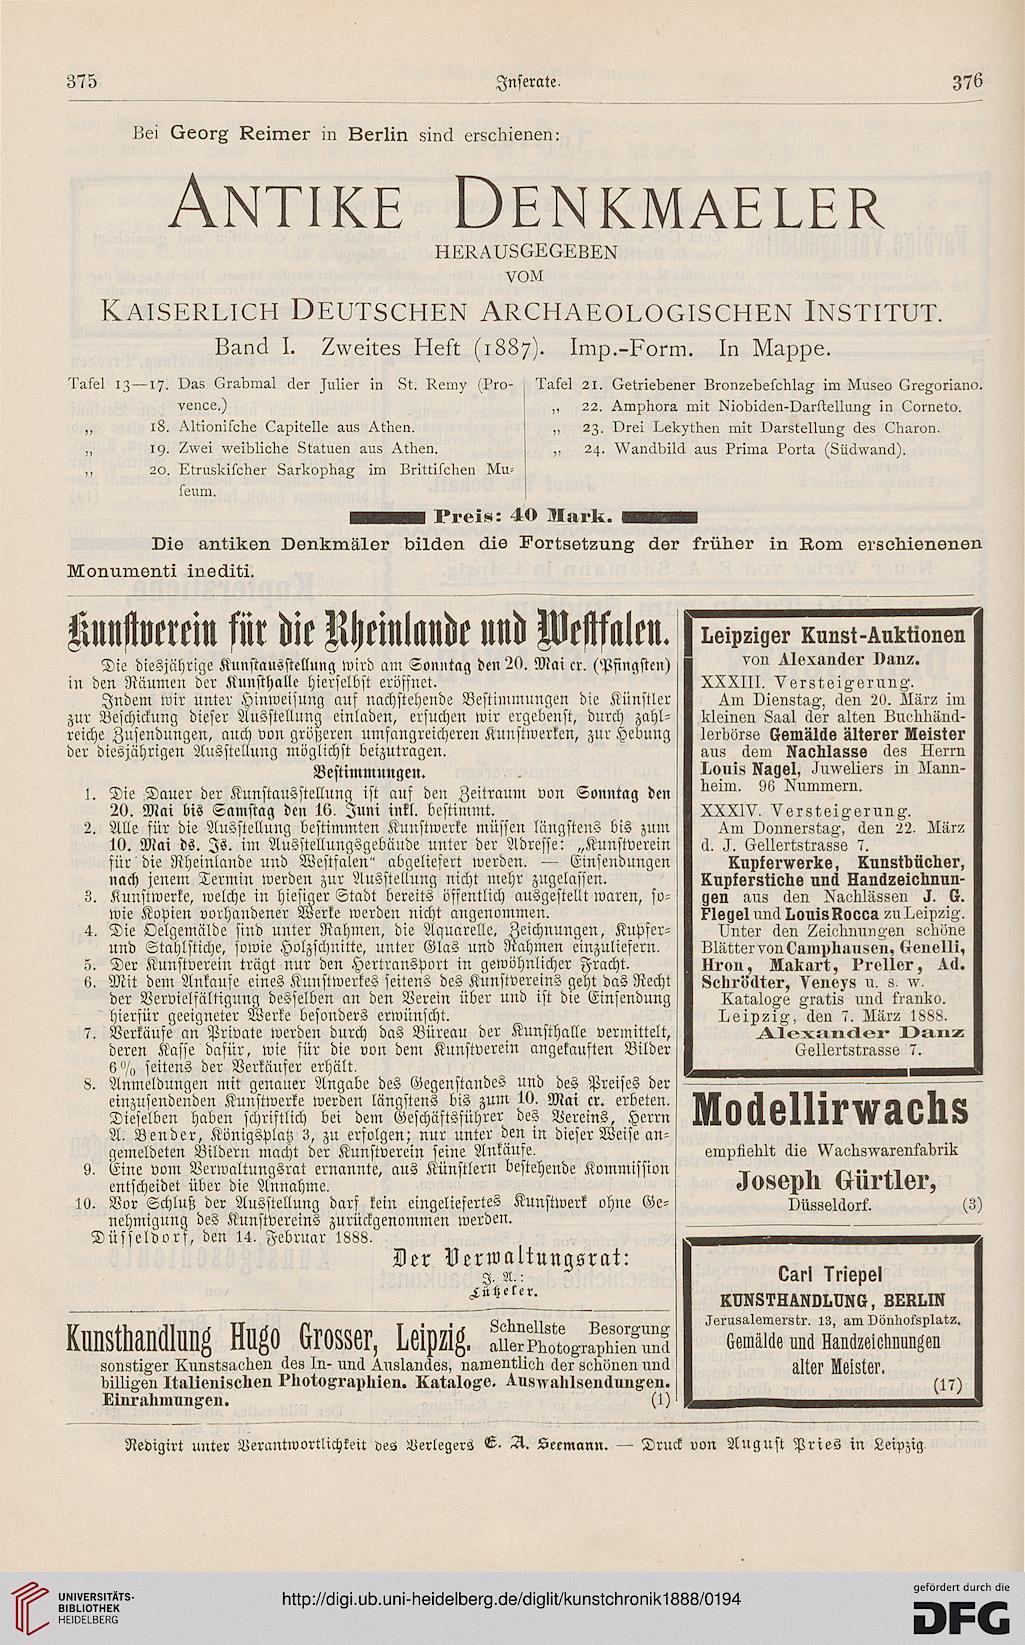 375
Inserate.
376
Bei Georg Reimer in Berlin sind erschienen:
ANTIKE DENKMAELER
HERAUSGEGEBEN
VOM
KAISERLICH DEUTSCHEN ARCHAEOLOGISCHEN INSTITUT.
Band I. Zweites Heft (1887). Imp.-Form. In Mappe.
Tafel 13—17. Das Grabmal der Julier in St. Remy (Pro-
vence.)
„ 18. Altioniſche Capitelle aus Athen.
„ 19. Zwei weibliche Statuen aus Athen.
„ 20. Etruskiſcher Sarkophag im Brittiſchen Mu-
ſeum.
Tafel 21. Getriebener Bronzebeſchlag im Museo Gregoriano.
„ 22. Amphora mit Niobiden-Darſtellung in Corneto.
„ 23. Drei Lekythen mit Darstellung des Charon.
„ 24. Wandbild aus Prima Porta (Südwand).
Preis: 40 Mark.
Die antiken Denkmäler bilden die Fortsetzung der früher in Rom erschienenen
Monumenti inediti.
Kunſtverein für die Rheinlande und Weſtfalen.
Die diesjährige Kunſtausſtellung wird am Sonntag den 20. Mai cr. (Pfingſten)
in den Räumen der Kunſthalle hierſelbſt eröffnet.
Indem wir unter Hinweiſung auf nachſtehende Beſtimmungen die Künſtler
zur Beſchickung dieſer Ausſtellung einladen, erſuchen wir ergebenſt, durch zahl-
reiche Zuſendungen, auch von größeren umfangreicheren Kunſtwerken, zur Hebung
der diesjährigen Ausſtellung möglichſt beizutragen.
Beſtimmungen.
1. Die Dauer der Kunſtausſtellung iſt auf den Zeitraum von Sonntag den
20. Mai bis Samſtag den 16. Juni inkl. beſtimmt.
2. Alle für die Ausſtellung beſtimmten Kunſtwerke müſſen längſtens bis zum
10. Mai ds. Js. im Ausſtellungsgebäude unter der Adreſſe: „Kunſtverein
für die Rheinlande und Weſtfalen" abgeliefert werden. — Einſendungen
nach jenem Termin werden zur Ausſtellung nicht mehr zugelaſſen.
3. Kunſtwerke, welche in hieſiger Stadt bereits öffentlich ausgeſtellt waren, ſo-
wie Kopien vorhandener Werke werden nicht angenommen.
4. Die Oelgemälde ſind unter Rahmen, die Aquarelle, Zeichnungen, Kupfer-
und Stahlſtiche, ſowie Holzſchnitte, unter Glas und Rahmen einzuliefern.
5. Der Kunſtverein trägt nur den Hertransport in gewöhnlicher Fracht.
6. Mit dem Ankaufe eines Kunſtwerkes ſeitens des Kunſtvereins geht das Recht
der Vervielfältigung desſelben an den Verein über und iſt die Einſendung
hierfür geeigneter Werke beſonders erwünſcht.
7. Verkäufe an Private werden durch das Büreau der Kunſthalle vermittelt,
deren Kaſſe dafür, wie für die von dem Kunſtverein angekauften Bilder
6% ſeitens der Verkäufer erhält.
8. Anmeldungen mit genauer Angabe des Gegenſtandes und des Preiſes der
einzuſendenden Kunſtwerke werden längſtens bis zum 10. Mai cr. erbeten.
Dieſelben haben ſchriftlich bei dem Geſchäftsführer des Vereins, Herrn
A. Bender, Königsplatz 3, zu erfolgen; nur unter den in dieſer Weiſe an-
gemeldeten Bildern macht der Kunſtverein ſeine Ankäufe.
9. Eine vom Verwaltungsrat ernannte, aus Künſtlern beſtehende Kommiſſion
entſcheidet über die Annahme.
10. Vor Schluß der Ausſtellung darf kein eingeliefertes Kunſtwerk ohne Ge-
nehmigung des Kunſtvereins zurückgenommen werden.
Düſſeldorf, den 14. Februar 1888.
Der Verwaltungsrat:
J. A.:
Lützeler.
Kunsthandlung Hugo Grosser, Leipzig. Schnellste Besorgung
aller Photographien und
sonstiger Kunstsachen des In- und Auslandes, namentlich der schönen und
billigen Italienischen Photographien. Kataloge. Auswahlsendungen.
Einrahmungen. (1)
Leipziger Kunst-Auktionen
von Alexander Danz.
XXXIII. Versteigerung.
Am Dienstag, den 20. März im
kleinen Saal der alten Buchhänd-
lerbörse Gemälde älterer Meister
aus dem Nachlasse des Herrn
Louis Nagel, Juweliers in Mann-
heim. 96 Nummern.
XXXIV. Versteigerung.
Am Donnerstag, den 22. März
d. J. Gellertstrasse 7.
Kupferwerke, Kunstbücher,
Kupferstiche und Handzeichnun-
gen aus den Nachlässen J. G.
Flegel und Louis Rocca zu Leipzig.
Unter den Zeichnungen schöne
Blätter von Camphausen, Genelli,
Hron, Makart, Preller, Ad.
Schrödter, Veneys u. s. w.
Kataloge gratis und franko.
Leipzig, den 7. März 1888.
Alexander Danz
Gellertstrasse 7.
Modellirwachs
empfiehlt die Wachswarenfabrik
Joseph Gürtler,
Düsseldorf. (3)
Carl Triepel
KUNSTHANDLUNG, BERLIN
Jerusalemerstr. 13, am Dönhofsplatz.
Gemälde und Handzeichnungen
alter Meister.
(17)
Redigirt unter Verantwortlichkeit des Verlegers E. A. Seemann. — Druck von Auguſt Pries in Leipzig.
UNIVERSITÄTS-
BIBLIOTHEK
HEIDELBERG
http://digi.ub.uni-heidelberg.de/diglit/kunstchronik1888/0194
gefördert durch die
DFG